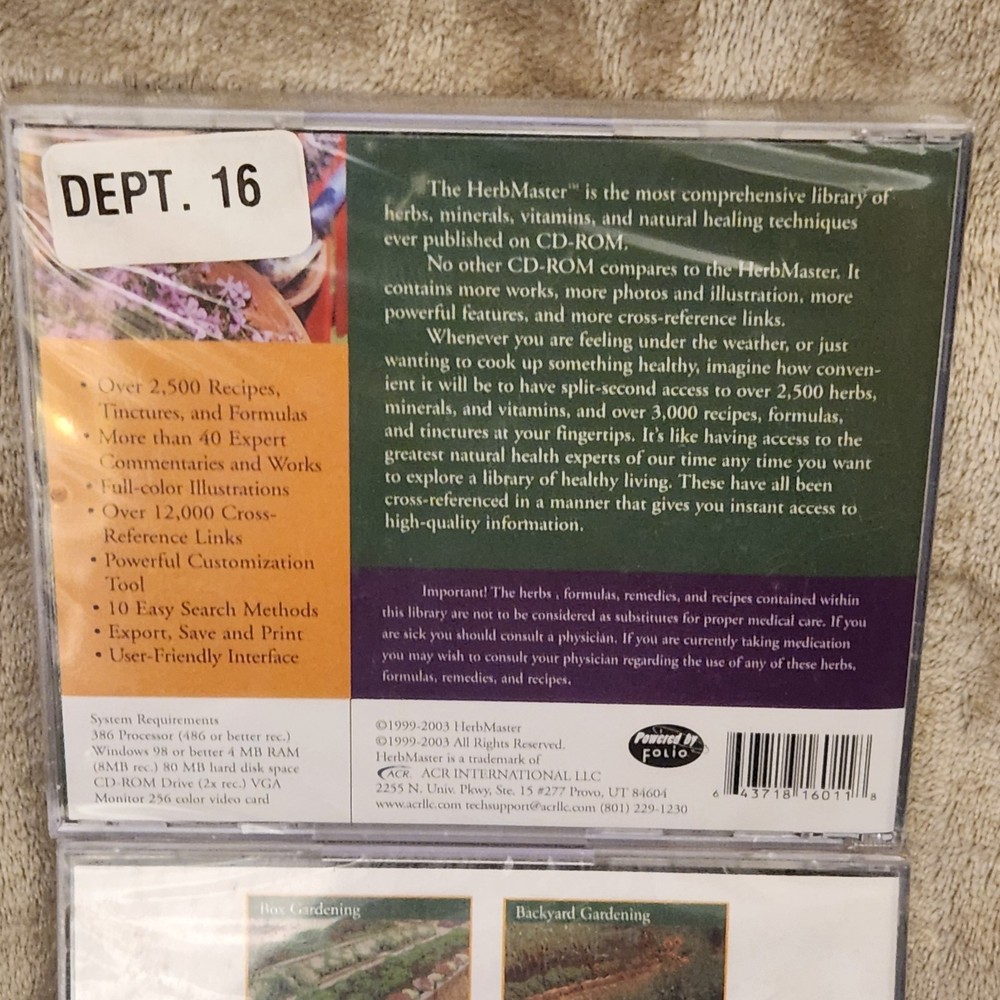 DEPT. 16
The HerbMaster™ is the most comprehensive library of
herbs, minerals, vitamins, and natural healing techniques
ever published on CD-ROM.
No other CD-ROM compares to the HerbMaster. It
contains more works, more photos and illustration, more
powerful features, and more cross-reference links.
Whenever you are feeling under the weather, or just
wanting to cook up something healthy, imagine how conven-
ient it will be to have split-second access to over 2,500 herbs,
minerals, and vitamins, and over 3,000 recipes, formulas,
and tinctures at your fingertips. It's like having access to the
greatest natural health experts of our time any time you want
to explore a library of healthy living. These have all been
cross-referenced in a manner that gives you instant access to
high-quality information.
• Over 2,500 Recipes,
Tinctures, and Formulas
• More than 40 Expert
Commentaries and Works
• Full-color Illustrations
• Over 12,000 Cross-
Reference Links
• Powerful Customization
Tool
• 10 Easy Search Methods
• Export, Save and Print
• User-Friendly Interface
Important! The herbs , formulas, remedies, and recipes contained within
this library are not to be considered as substitutes for proper medical care. If you
are sick you should consult a physician. If you are currently taking medication
you may wish to consult your physician regarding the use of any of these herbs,
formulas, remedies, and recipes.
System Requirements
386 Processor (486 or better rec.)
Windows 98 or better 4 MB RAM
(8MB rec.) 80 MB hard disk space
CD-ROM Drive (2x rec.) VGA
Monitor 256 color video card
©1999-2003 HerbMaster
©1999-2003 All Rights Reserved.
HerbMaster is a trademark of
ACR ACR INTERNATIONAL LLC
2255 N. Univ. Pkwy, Ste. 15 #277 Provo, UT 84604
www.acrllc.com techsupport@acrllc.com (801) 229-1230
Powered by
FOLIO
6 43718 16011 8
Box Gardening
Backyard Gardening